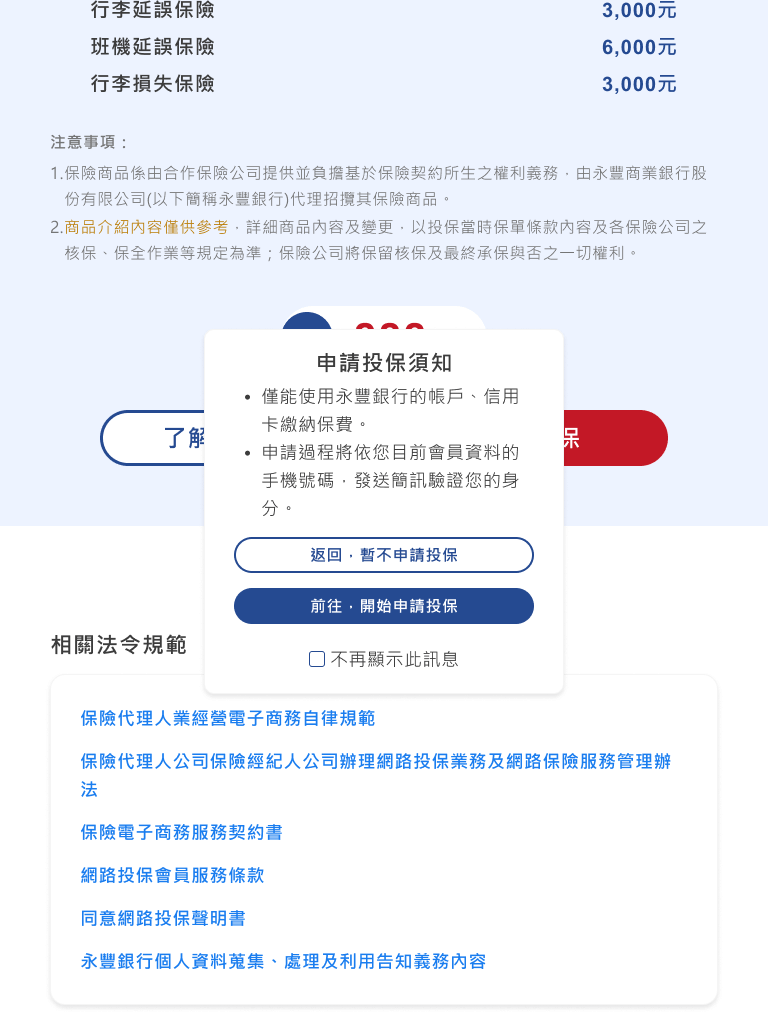 行李延誤保險 3,000元
班機延誤保險 6,000元
行李損失保險 3,000元
注意事項：
1.保險商品係由合作保險公司提供並負擔基於保險契約所生之權利義務，由永豐商業銀行股
份有限公司(以下簡稱永豐銀行)代理招攬其保險商品。
2.商品介紹內容僅供參考，詳細商品內容及變更，以投保當時保單條款內容及各保險公司之
核保、保全作業等規定為準；保險公司將保留核保及最終承保與否之一切權利。
申請投保須知
• 僅能使用永豐銀行的帳戶、信用
卡繳納保費。
• 申請過程將依您目前會員資料的
手機號碼，發送簡訊驗證您的身
分。
了解 保
返回，暫不申請投保
前往，開始申請投保
不再顯示此訊息
相關法令規範
保險代理人業經營電子商務自律規範
保險代理人公司保險經紀人公司辦理網路投保業務及網路保險服務管理辦
法
保險電子商務服務契約書
網路投保會員服務條款
同意網路投保聲明書
永豐銀行個人資料蒐集、處理及利用告知義務內容